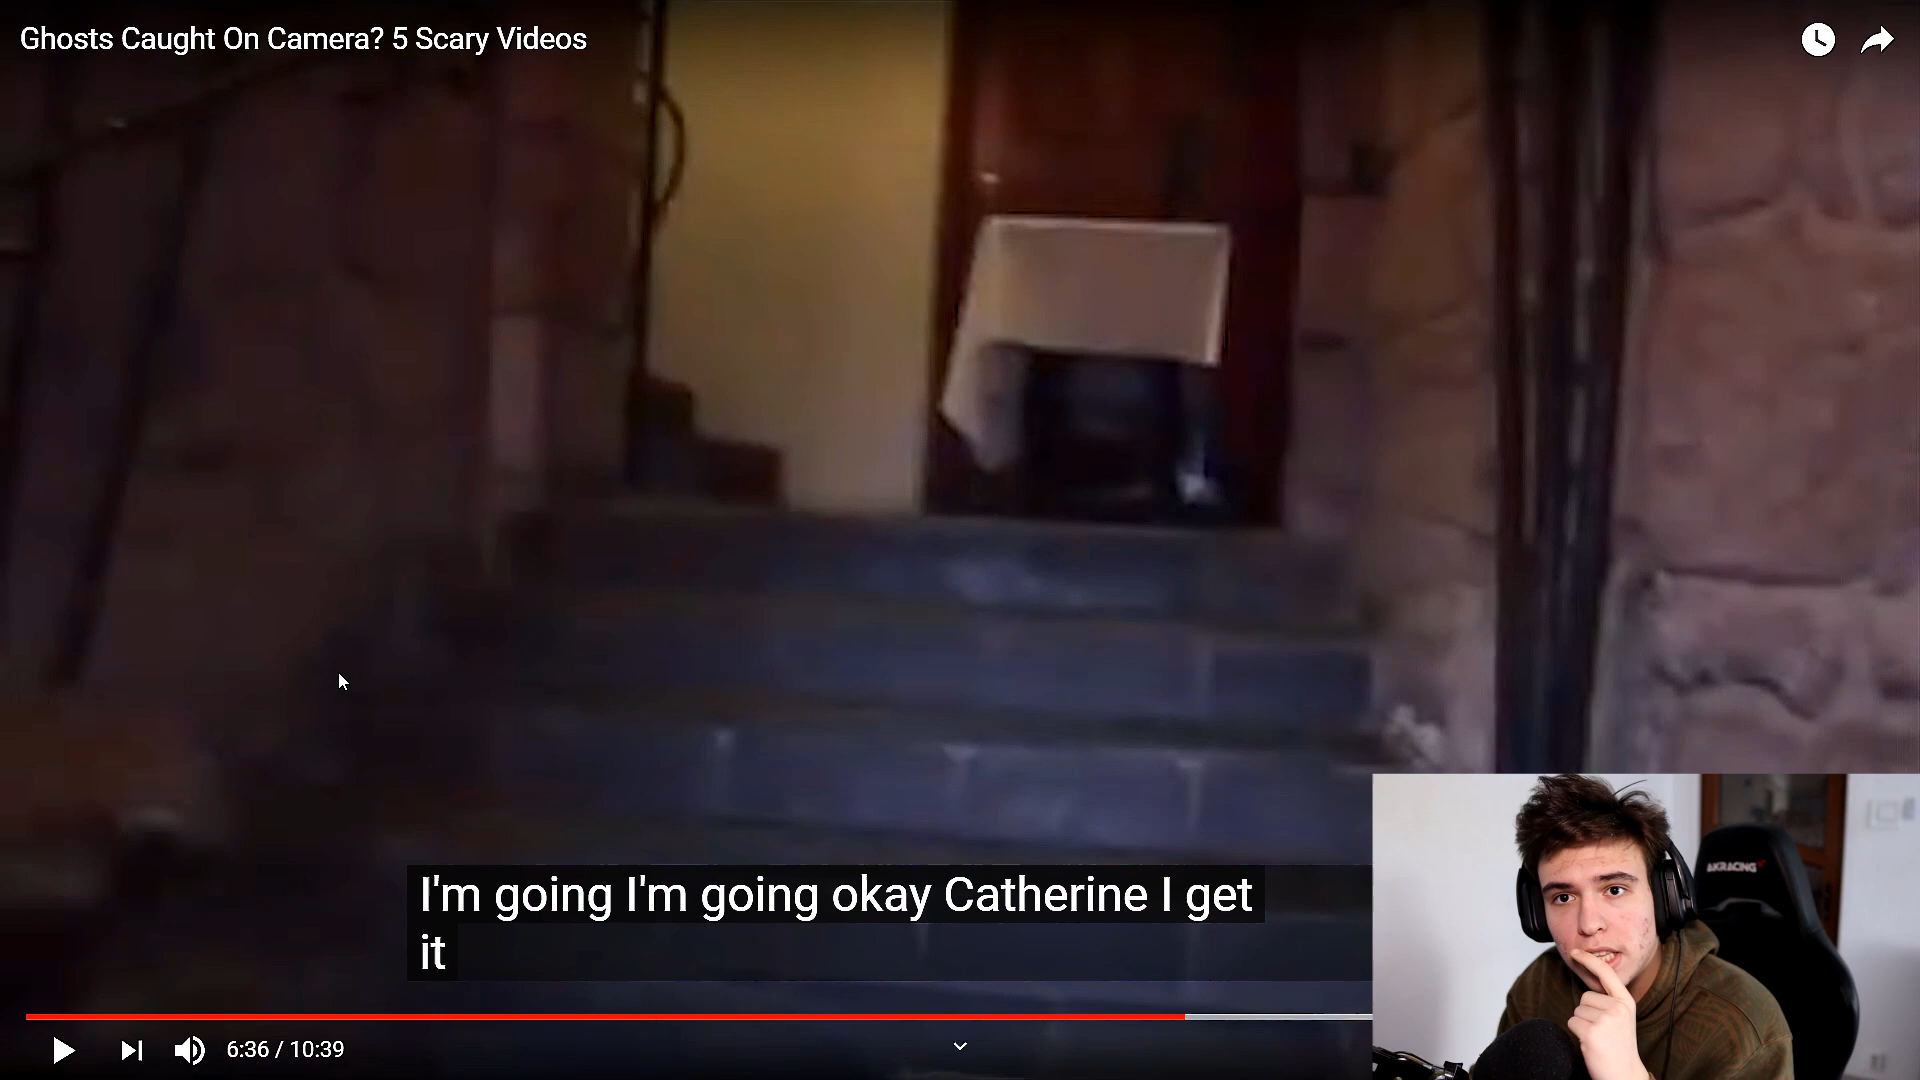 Ghosts Caught On Camera? 5 Scary Videos
I'm going I'm going okay Catherine I get
it
AKRACING
6:36 / 10:39